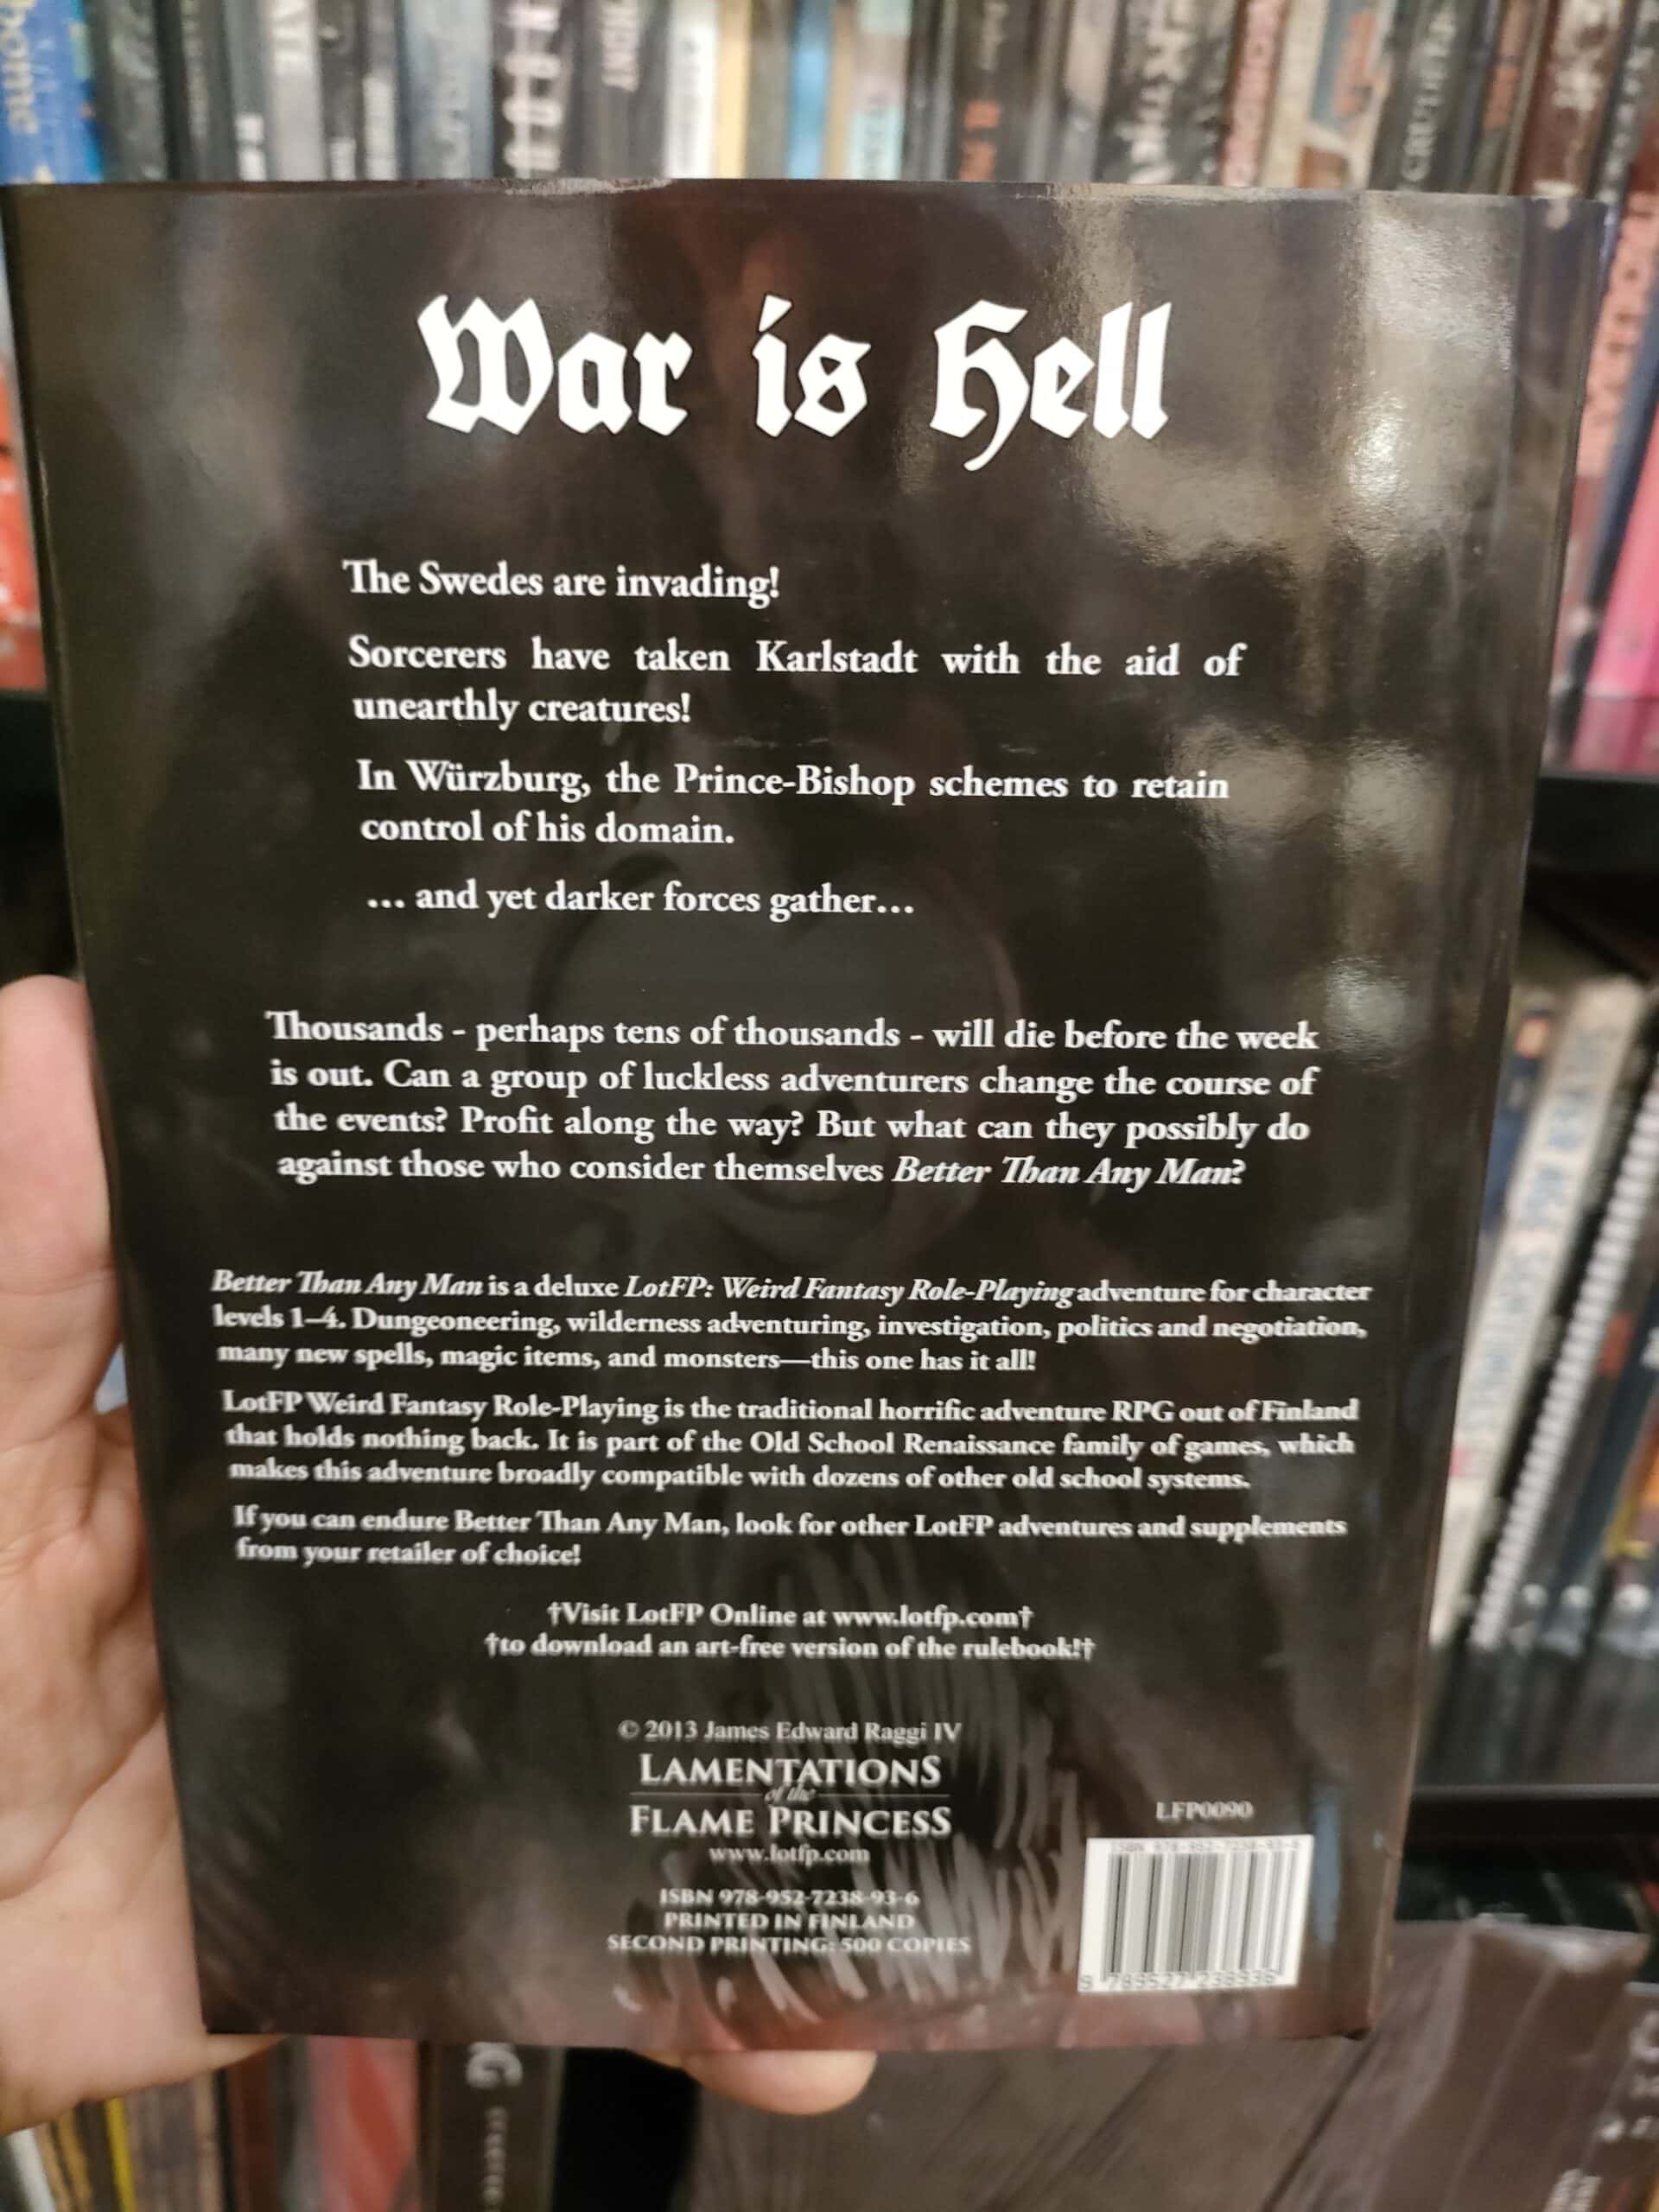 War is Hell
The Swedes are invading!
Sorcerers have taken Karlstadt with the aid of
unearthly creatures!
In Würzburg, the Prince-Bishop schemes to retain
control of his domain.
... and yet darker forces gather...
Thousands - perhaps tens of thousands - will die before the week
is out. Can a group of luckless adventurers change the course of
the events? Profit along the way? But what can they possibly do
against those who consider themselves Better Than Any Man?
Better Than Any Man is a deluxe LotFP: Weird Fantasy Role-Playing adventure for character
levels 1–4. Dungeoneering, wilderness adventuring, investigation, politics and negotiation,
many new spells, magic items, and monsters—this one has it all!
LotFP Weird Fantasy Role-Playing is the traditional horrific adventure RPG out of Finland
that holds nothing back. It is part of the Old School Renaissance family of games, which
makes this adventure broadly compatible with dozens of other old school systems.
If you can endure Better Than Any Man, look for other LotFP adventures and supplements
from your retailer of choice!
†Visit LotFP Online at www.lotfp.com†
†to download an art-free version of the rulebook!†
© 2013 James Edward Raggi IV
LAMENTATIONS
of the
FLAME PRINCESS
www.lotfp.com
ISBN 978-952-7238-93-6
PRINTED IN FINLAND
SECOND PRINTING: 500 COPIES
LFP0090
ISBN 978-952-7238-93-6
9 789527 238936